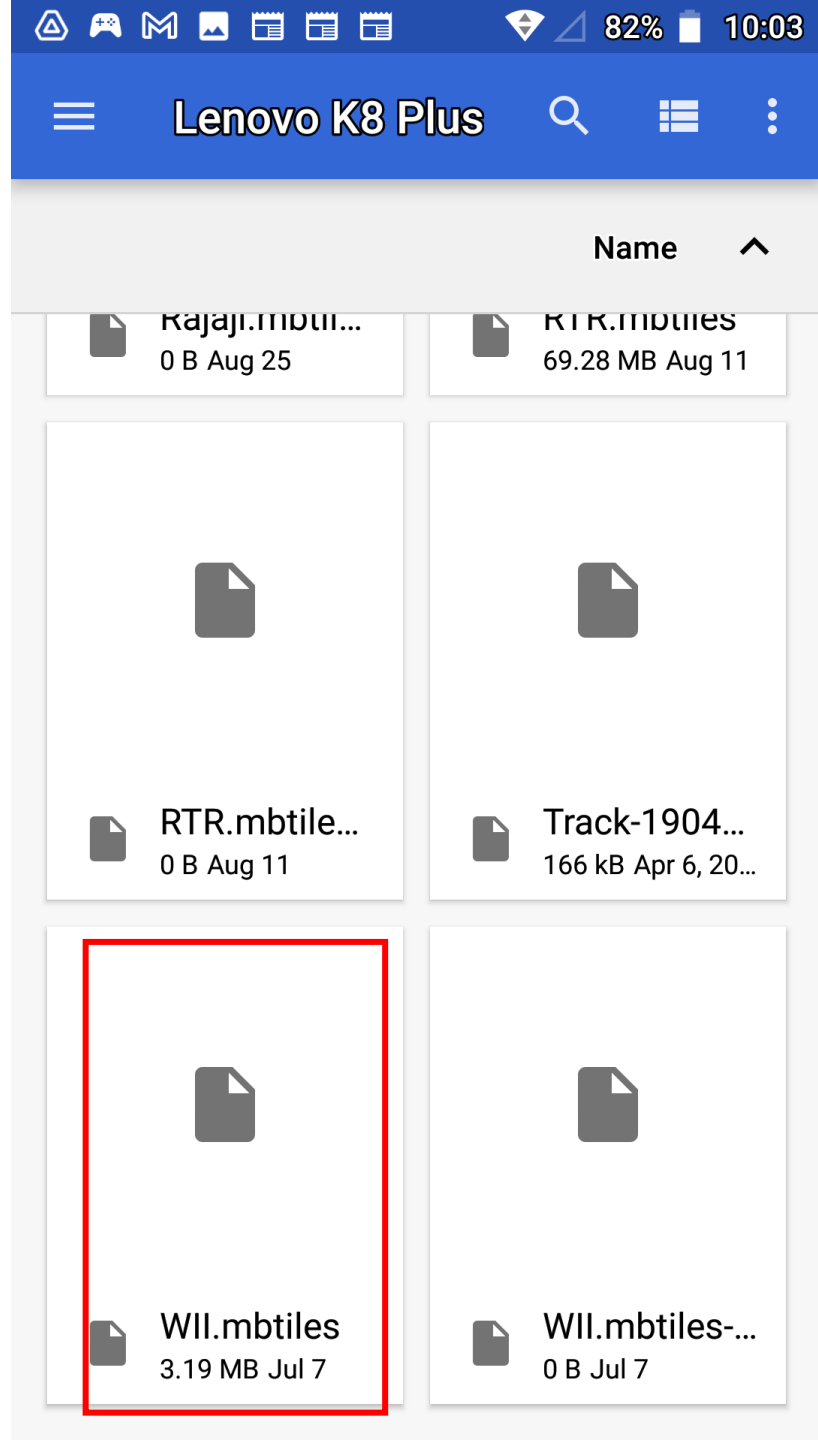 82% 10:03
Lenovo K8 Plus
Name
Rajaji.mbtil... RTR.mbtiles
0 B Aug 25 69.28 MB Aug 11
RTR.mbtile... Track-1904...
0 B Aug 11 166 kB Apr 6, 20...
WII.mbtiles WII.mbtiles-...
3.19 MB Jul 7 0 B Jul 7